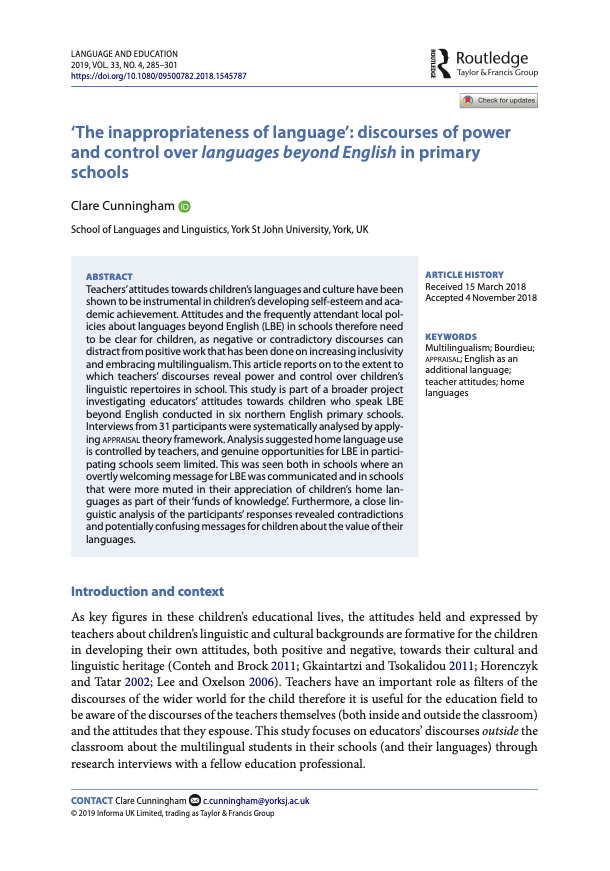 LANGUAGE AND EDUCATION
2019, VOL. 33, NO. 4, 285–301
https://doi.org/10.1080/09500782.2018.1545787
ROUTLEDGE
Routledge
Taylor & Francis Group
Check for updates
‘The inappropriateness of language’: discourses of power
and control over languages beyond English in primary
schools
Clare Cunningham iD
School of Languages and Linguistics, York St John University, York, UK
ABSTRACT
Teachers’ attitudes towards children’s languages and culture have been
shown to be instrumental in children’s developing self-esteem and aca-
demic achievement. Attitudes and the frequently attendant local pol-
icies about languages beyond English (LBE) in schools therefore need
to be clear for children, as negative or contradictory discourses can
distract from positive work that has been done on increasing inclusivity
and embracing multilingualism. This article reports on to the extent to
which teachers’ discourses reveal power and control over children’s
linguistic repertoires in school. This study is part of a broader project
investigating educators’ attitudes towards children who speak LBE
beyond English conducted in six northern English primary schools.
Interviews from 31 participants were systematically analysed by apply-
ing APPRAISAL theory framework. Analysis suggested home language use
is controlled by teachers, and genuine opportunities for LBE in partici-
pating schools seem limited. This was seen both in schools where an
overtly welcoming message for LBE was communicated and in schools
that were more muted in their appreciation of children’s home lan-
guages as part of their ‘funds of knowledge’. Furthermore, a close lin-
guistic analysis of the participants’ responses revealed contradictions
and potentially confusing messages for children about the value of their
languages.
ARTICLE HISTORY
Received 15 March 2018
Accepted 4 November 2018
KEYWORDS
Multilingualism; Bourdieu;
APPRAISAL; English as an
additional language;
teacher attitudes; home
languages
Introduction and context
As key figures in these children’s educational lives, the attitudes held and expressed by
teachers about children’s linguistic and cultural backgrounds are formative for the children
in developing their own attitudes, both positive and negative, towards their cultural and
linguistic heritage (Conteh and Brock 2011; Gkaintartzi and Tsokalidou 2011; Horenczyk
and Tatar 2002; Lee and Oxelson 2006). Teachers have an important role as filters of the
discourses of the wider world for the child therefore it is useful for the education field to
be aware of the discourses of the teachers themselves (both inside and outside the classroom)
and the attitudes that they espouse. This study focuses on educators’ discourses outside the
classroom about the multilingual students in their schools (and their languages) through
research interviews with a fellow education professional.
CONTACT Clare Cunningham c.cunningham@yorksj.ac.uk
© 2019 Informa UK Limited, trading as Taylor & Francis Group